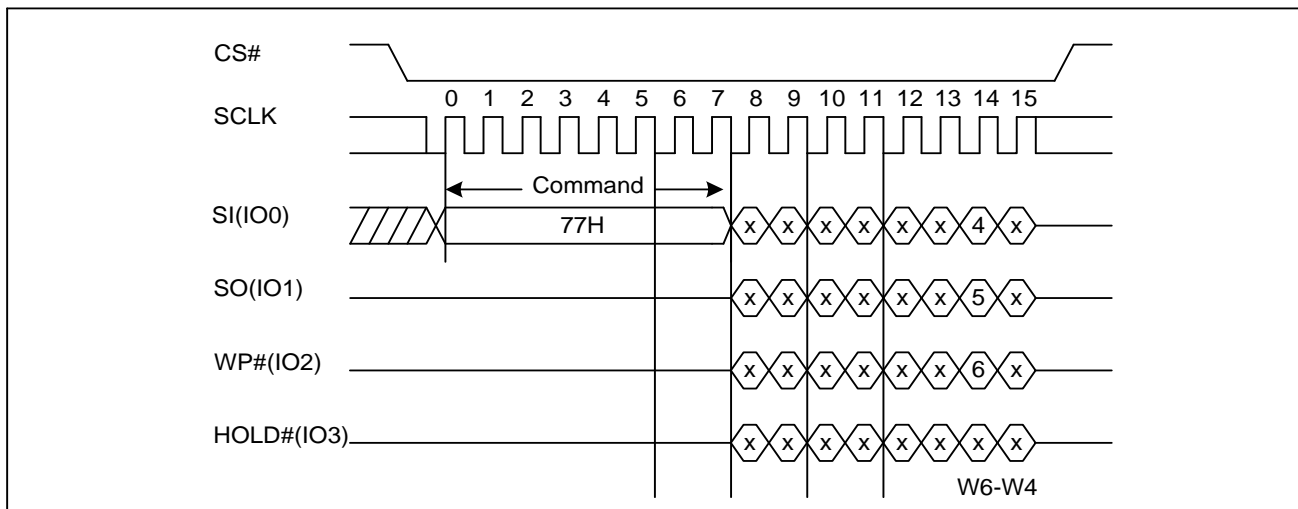 CS#
0 1 2 3 4 5 6 7 8 9 10 11 12 13 14 15
SCLK
Command
SI(IO0) 77H x x x x x x 4 x
SO(IO1) x x x x x x 5 x
WP#(IO2) x x x x x x 6 x
HOLD#(IO3) x x x x x x x x
W6-W4